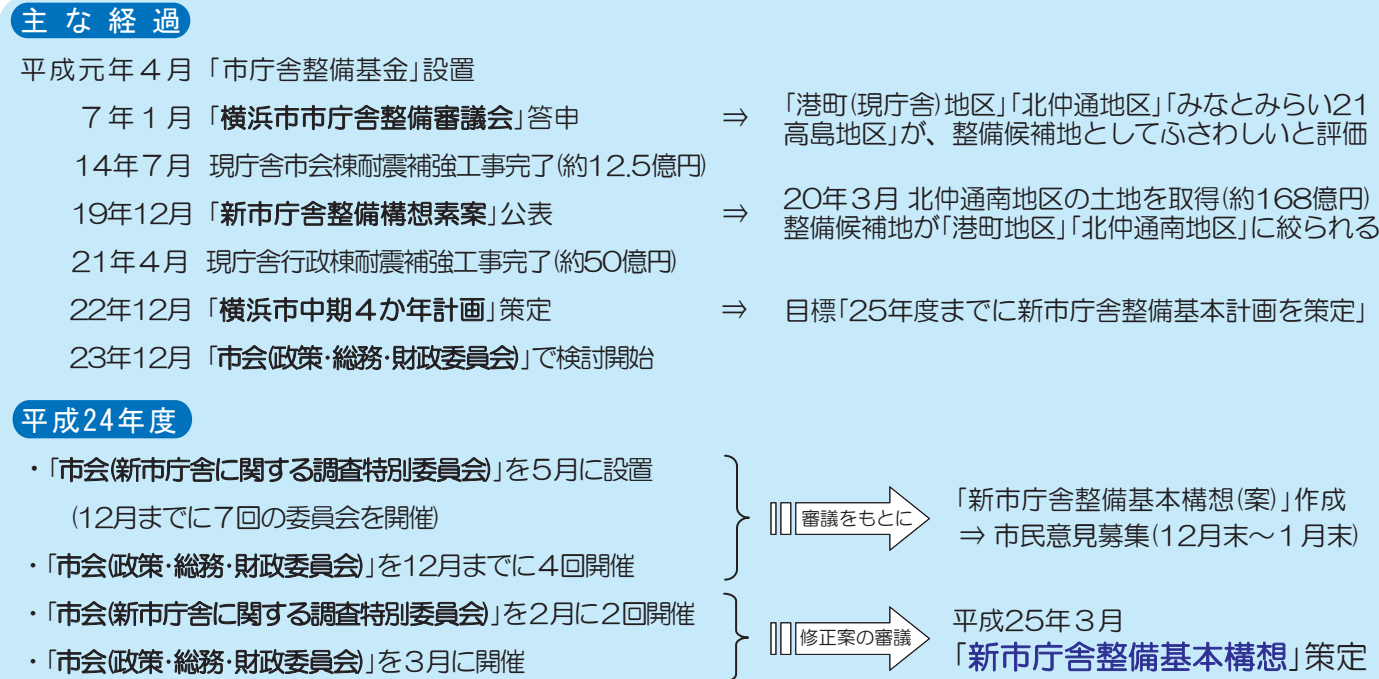 主な経過
平成元年４月「市庁舎整備基金」設置
７年１月「横浜市市庁舎整備審議会」答申 ⇒ 「港町(現庁舎)地区」「北仲通地区」「みなとみらい21
高島地区」が、整備候補地としてふさわしいと評価
14年７月 現庁舎市会棟耐震補強工事完了(約12.5億円)
19年12月「新市庁舎整備構想素案」公表 ⇒ 20年３月 北仲通南地区の土地を取得(約168億円)
整備候補地が「港町地区」「北仲通南地区」に絞られる
21年４月 現庁舎行政棟耐震補強工事完了(約50億円)
22年12月「横浜市中期４か年計画」策定 ⇒ 目標「25年度までに新市庁舎整備基本計画を策定」
23年12月「市会(政策･総務･財政委員会)」で検討開始
平成24年度
・「市会(新市庁舎に関する調査特別委員会)」を５月に設置
(12月までに７回の委員会を開催)
・「市会(政策･総務･財政委員会)」を12月までに４回開催
審議をもとに
「新市庁舎整備基本構想(案)」作成
⇒ 市民意見募集(12月末～１月末)
・「市会(新市庁舎に関する調査特別委員会)」を２月に２回開催
・「市会(政策･総務･財政委員会)」を３月に開催
修正案の審議
平成25年３月
「新市庁舎整備基本構想」策定